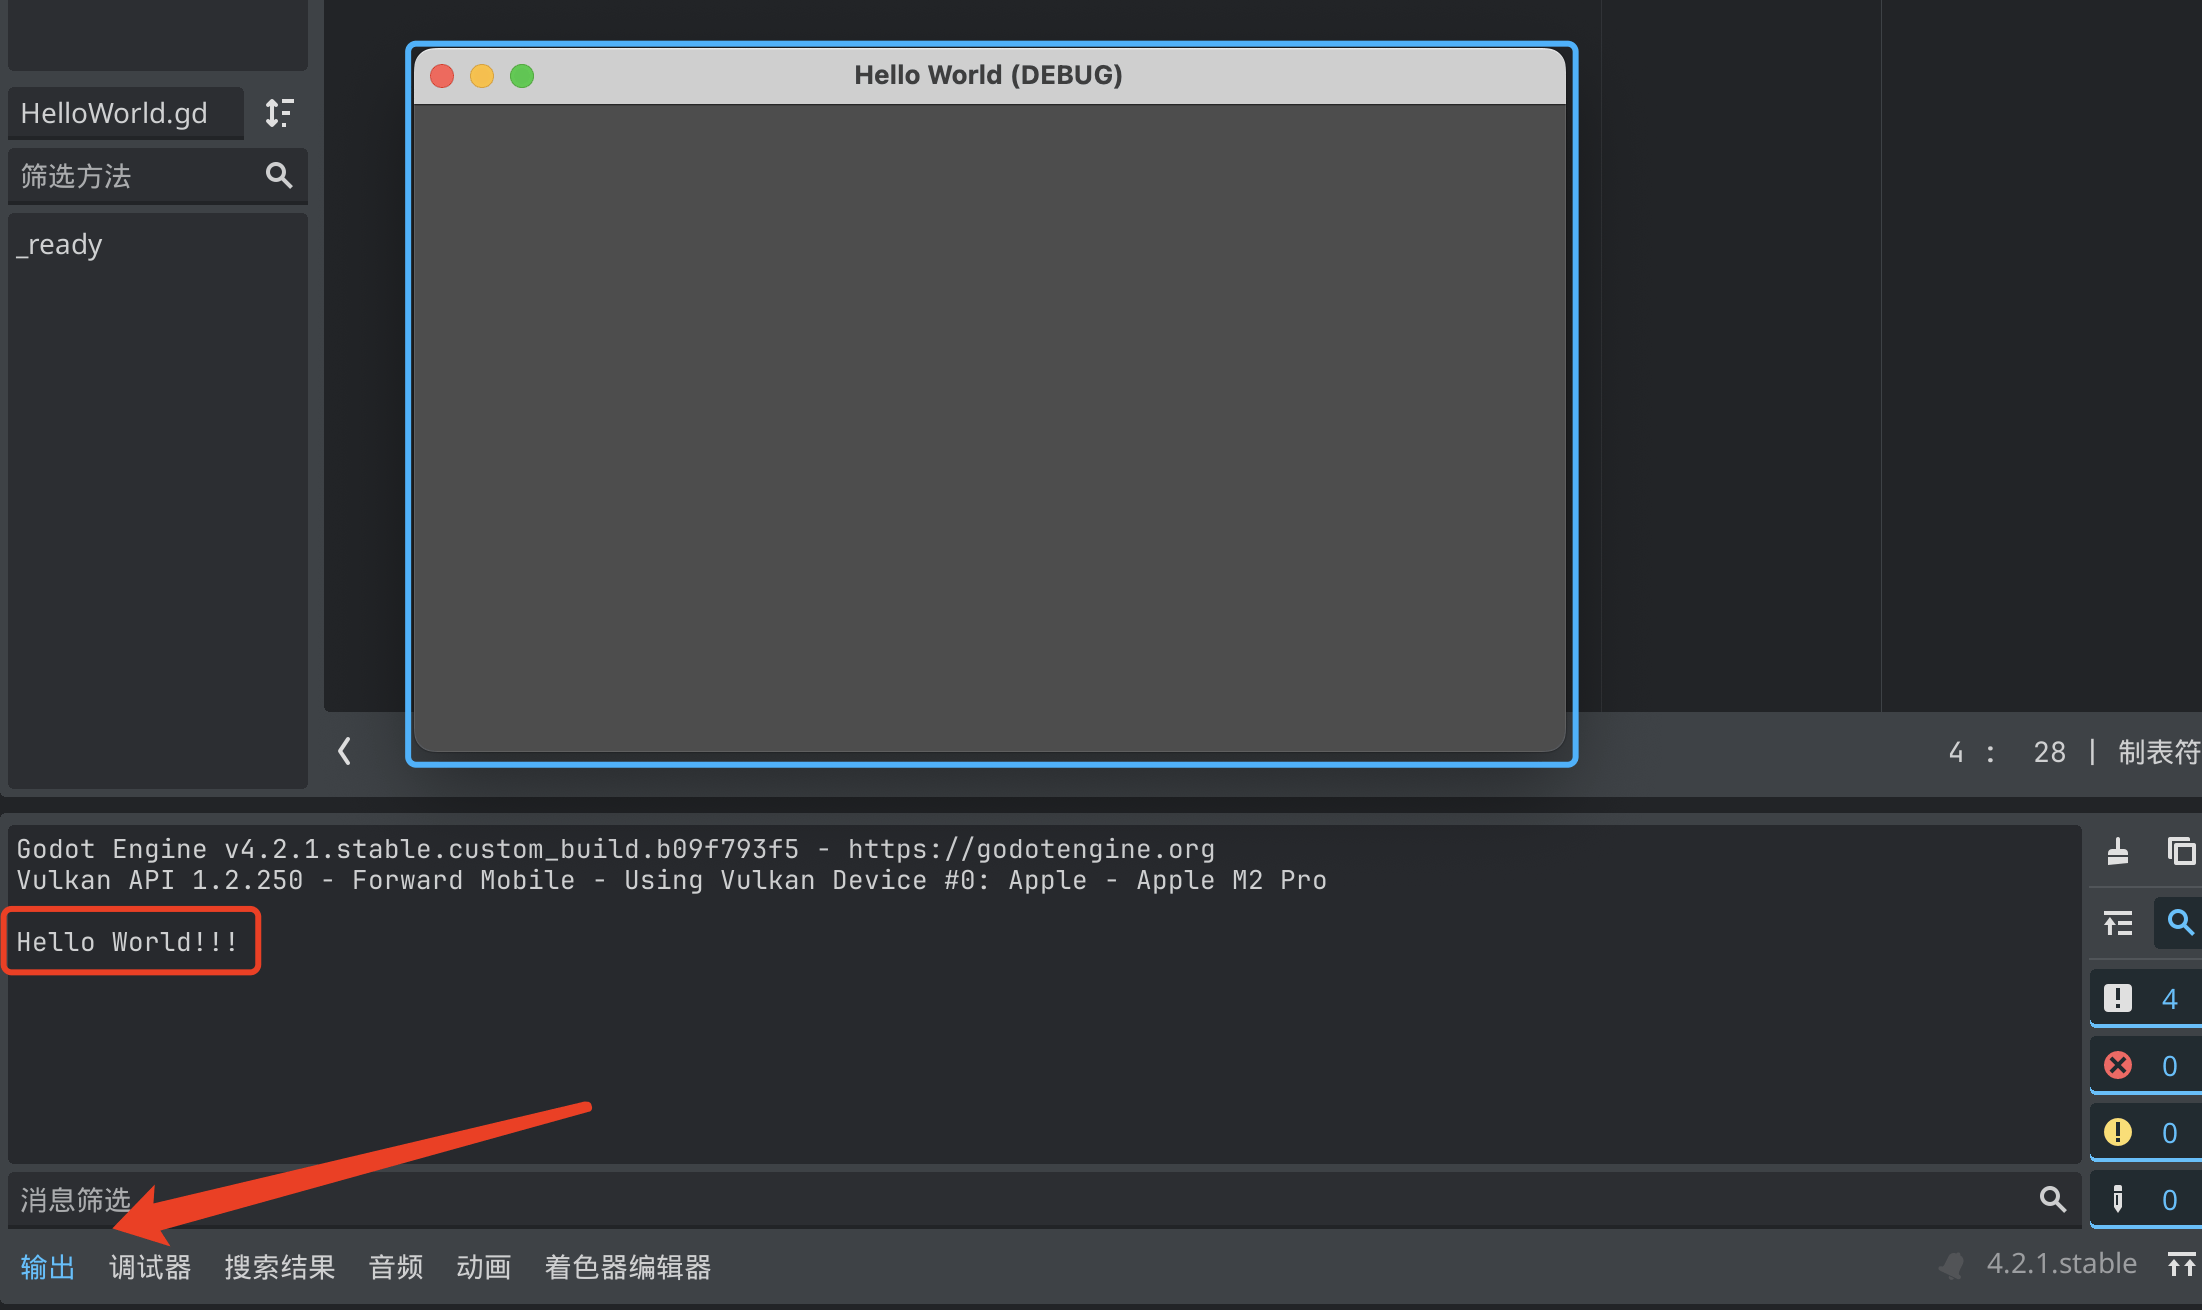 Hello World (DEBUG)
HelloWorld.gd
筛选方法
_ready
4 : 28 | 制表符
Godot Engine v4.2.1.stable.custom_build.b09f793f5 - https://godotengine.org
Vulkan API 1.2.250 - Forward Mobile - Using Vulkan Device #0: Apple - Apple M2 Pro
Hello World!!!
4
0
0
0
消息筛选
输出 调试器 搜索结果 音频 动画 着色器编辑器 4.2.1.stable